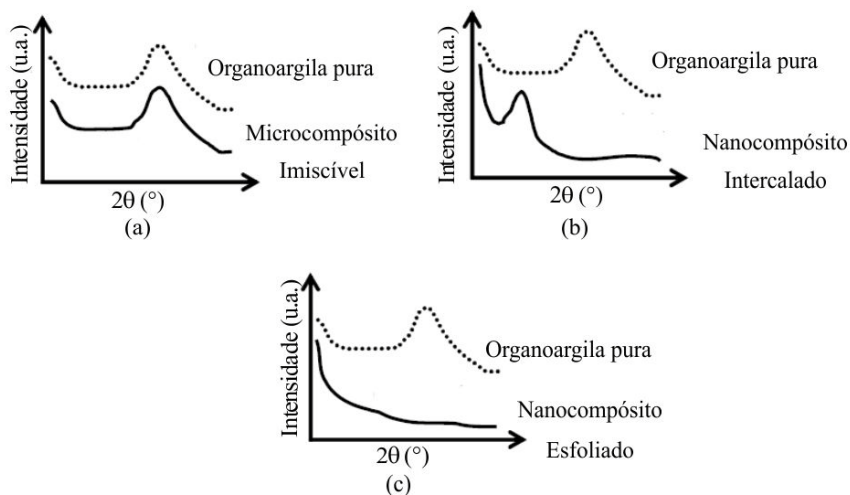 Intensidade (u.a.)
Organoargila pura
Microcompósito
Imiscível
2θ (°)
(a)
Intensidade (u.a.)
Organoargila pura
Nanocompósito
Intercalado
2θ (°)
(b)
Intensidade (u.a.)
Organoargila pura
Nanocompósito
Esfoliado
2θ (°)
(c)